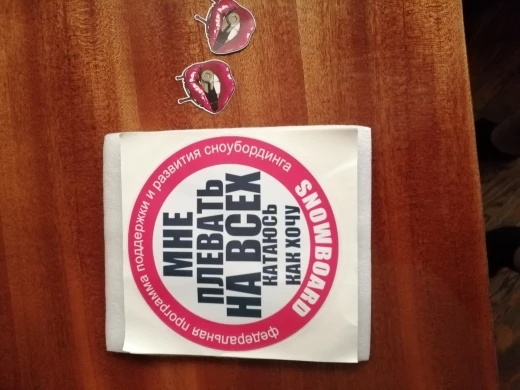 федеральная программа поддержки и развития сноубординга
МНЕ
ПЛЕВАТЬ
НА ВСЕХ
КАТАЮСЬ
КАК ХОЧУ
SNOWBOARD